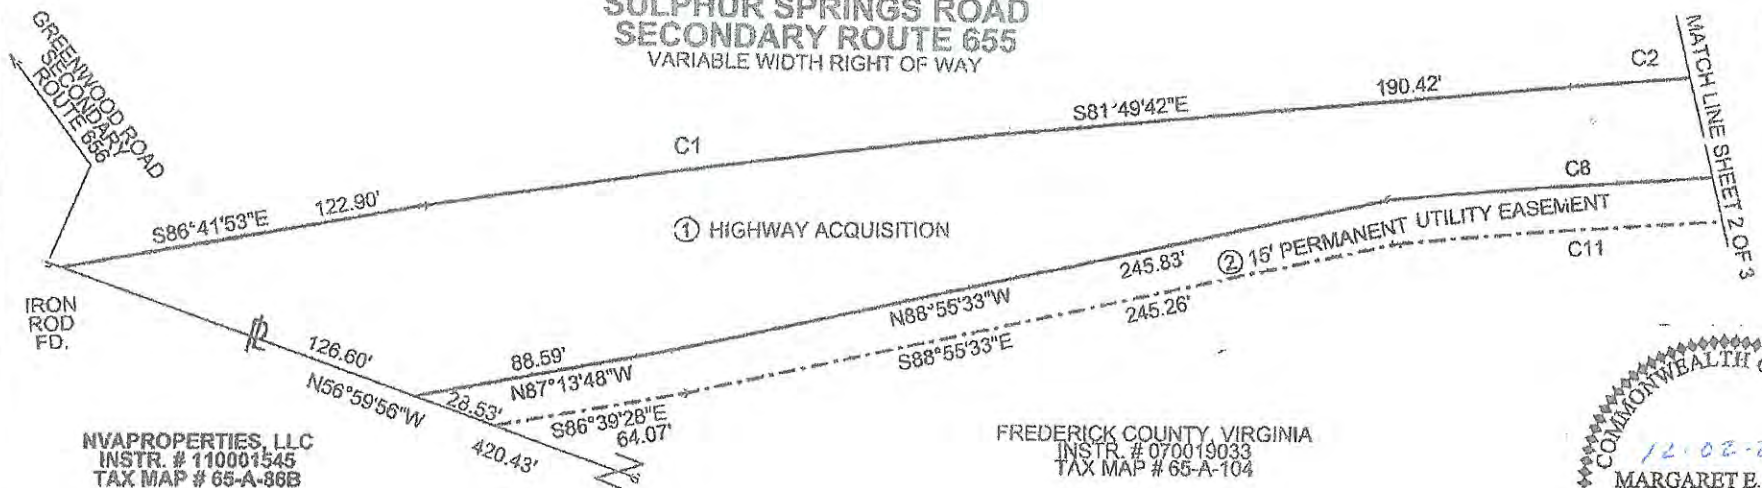 SULPHUR SPRINGS ROAD
SECONDARY ROUTE 655
VARIABLE WIDTH RIGHT OF WAY
GREENWOOD ROAD
SECONDARY
ROUTE 656
MATCH LINE SHEET 2 OF 3
C2
190.42'
S81°49'42"E
C1
122.90'
S86°41'53"E
C8
① HIGHWAY ACQUISITION
② 15' PERMANENT UTILITY EASEMENT
C11
245.83'
N88°55'33"W
245.26'
S88°55'33"E
IRON
ROD
FD.
126.60'
N56°59'56"W
88.59'
N87°13'48"W
28.53'
S86°39'28"E
64.07'
420.43'
NVAPROPERTIES, LLC
INSTR. # 110001545
TAX MAP # 65-A-86B
FREDERICK COUNTY, VIRGINIA
INSTR. # 070019033
TAX MAP # 65-A-104
COMMONWEALTH
12-02-
MARGARET E.